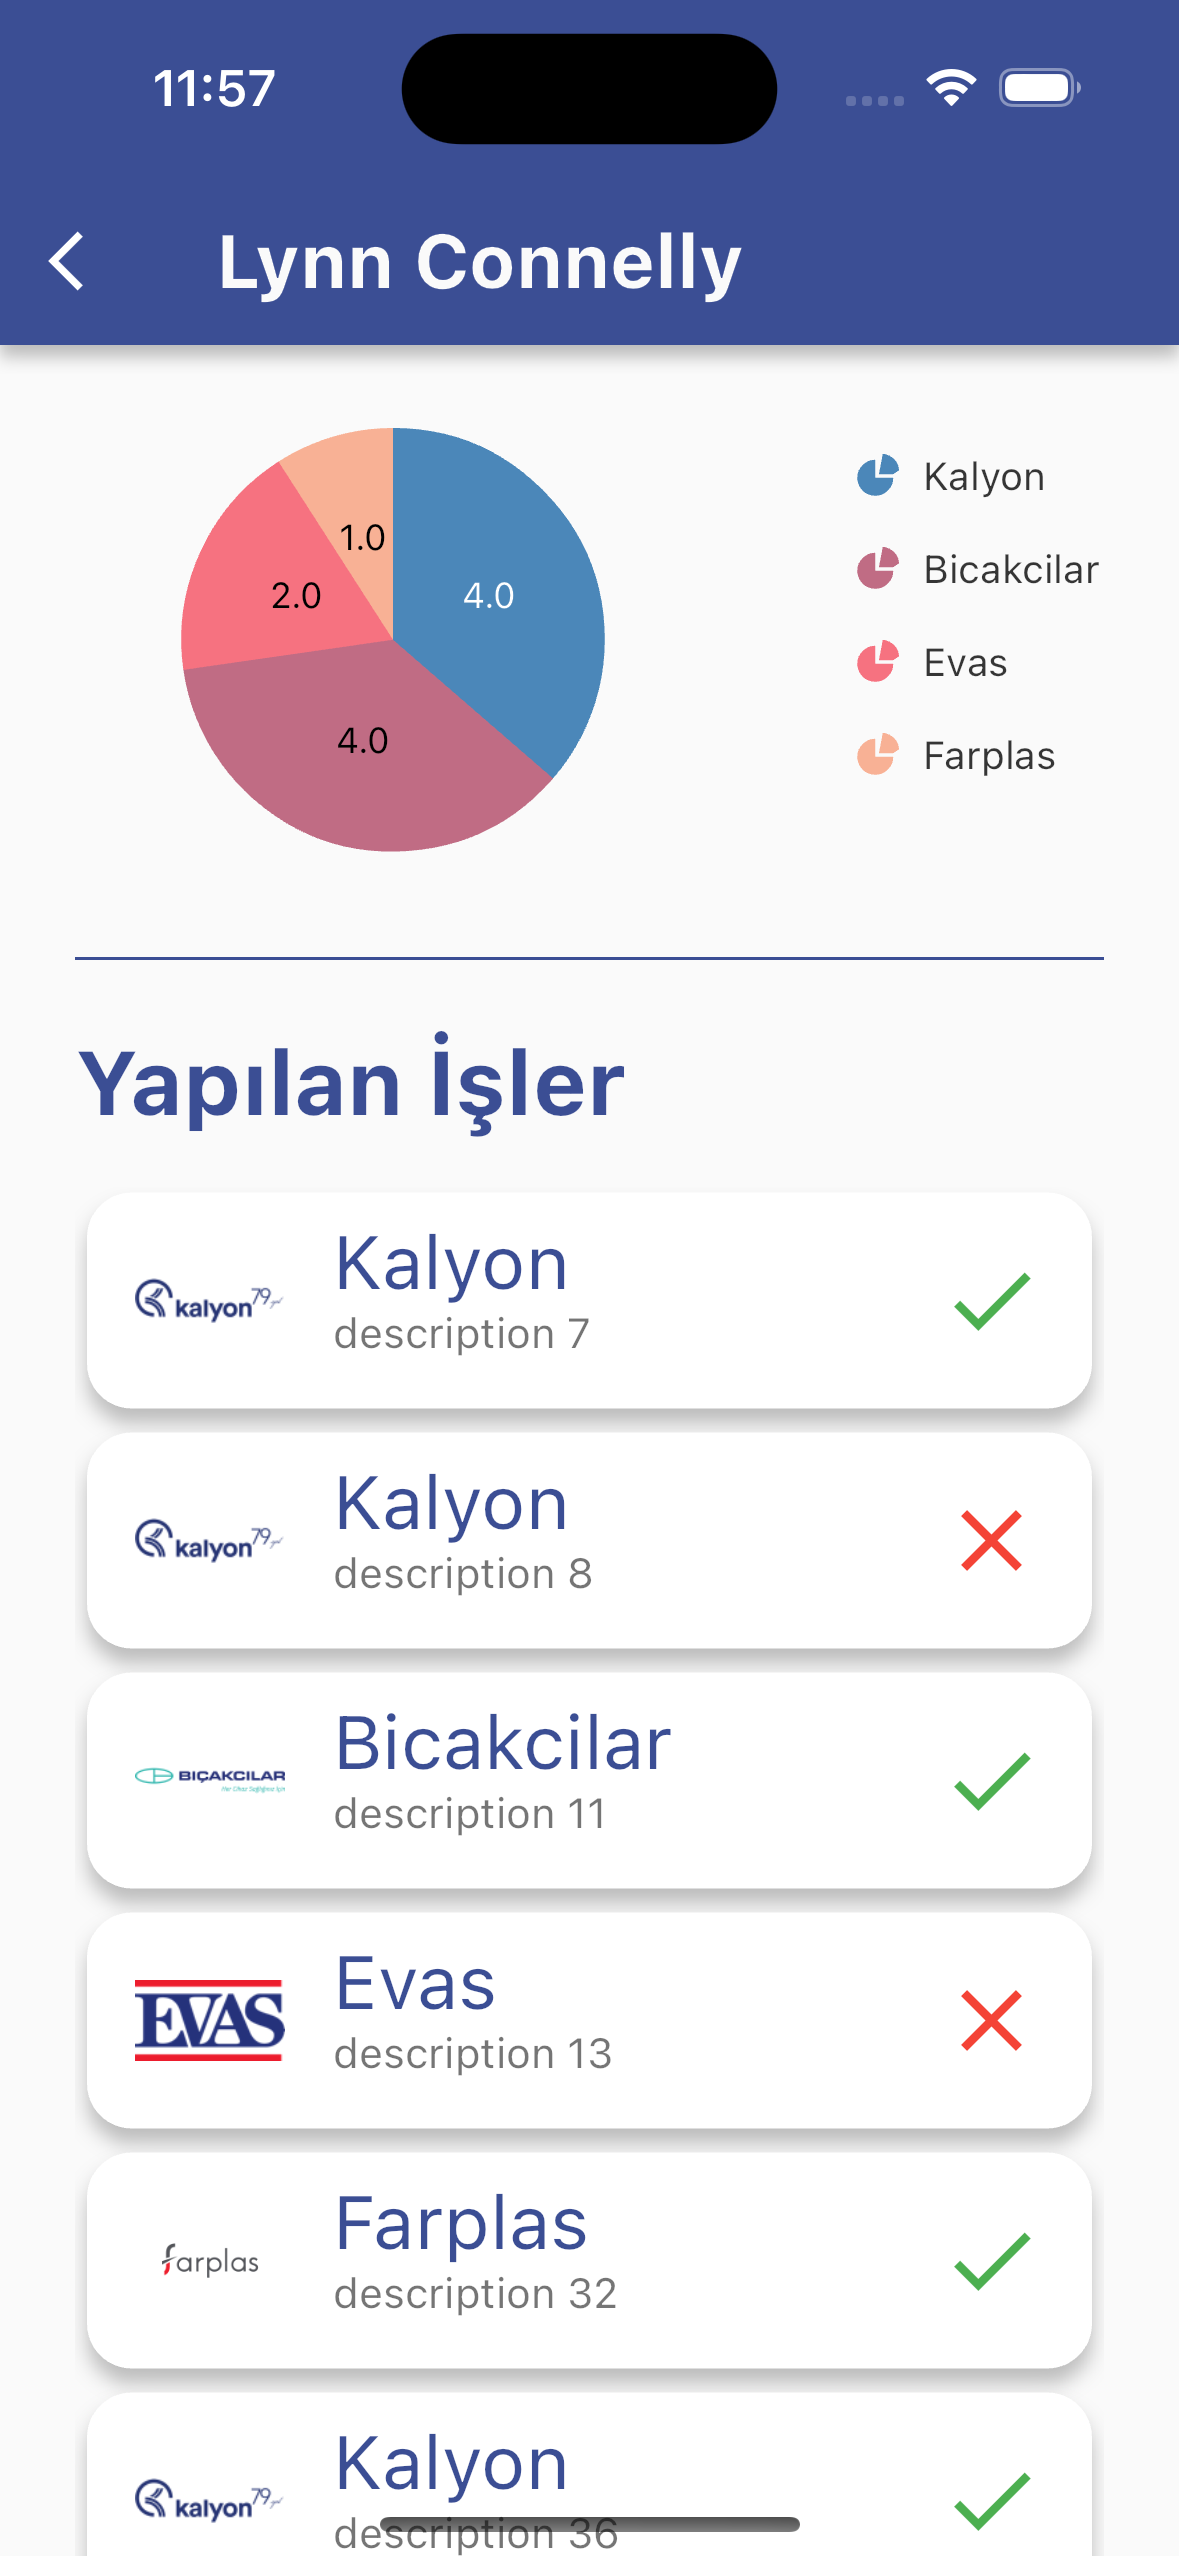 11:57
Lynn Connelly
1.0
2.0
4.0
4.0
Kalyon
Bicakcilar
Evas
Farplas
Yapılan İşler
kalyon 79
Kalyon
description 7
kalyon 79
Kalyon
description 8
BIÇAKCILAR
Bicakcilar
description 11
EVAS
Evas
description 13
farplas
Farplas
description 32
kalyon 79
Kalyon
description 36